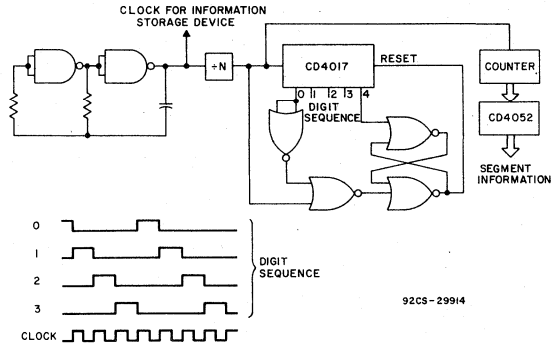 CLOCK FOR INFORMATION
STORAGE DEVICE
÷N
CD4017
RESET
COUNTER
0 1 2 3 4
DIGIT
SEQUENCE
CD4052
SEGMENT
INFORMATION
0
1
2
3
DIGIT
SEQUENCE
CLOCK
92CS-29914